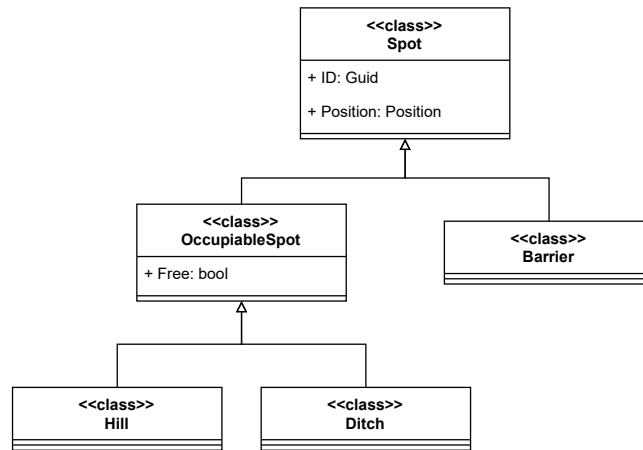 <<class>>
Spot
+ ID: Guid
+ Position: Position
<<class>>
OccupiableSpot
+ Free: bool
<<class>>
Barrier
<<class>>
Hill
<<class>>
Ditch